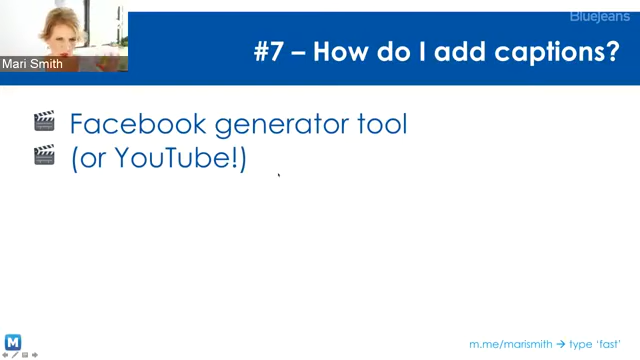 BlueJeans
Mari Smith
#7 – How do I add captions?
Facebook generator tool
(or YouTube!)
M
m.me/marismith → type ‘fast’